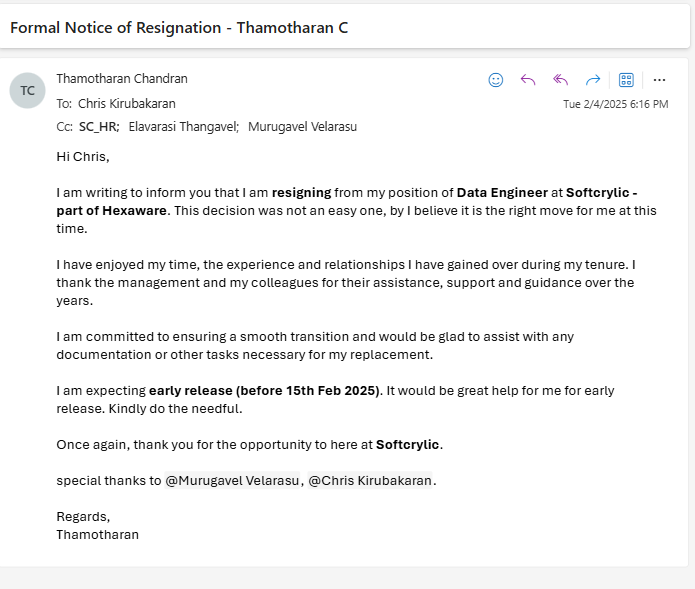 Formal Notice of Resignation - Thamotharan C
TC
Thamotharan Chandran
To: Chris Kirubakaran
Tue 2/4/2025 6:16 PM
Cc: SC_HR; Elavarasi Thangavel; Murugavel Velarasu
Hi Chris,
I am writing to inform you that I am resigning from my position of Data Engineer at Softcrylic -
part of Hexaware. This decision was not an easy one, by I believe it is the right move for me at this
time.
I have enjoyed my time, the experience and relationships I have gained over during my tenure. I
thank the management and my colleagues for their assistance, support and guidance over the
years.
I am committed to ensuring a smooth transition and would be glad to assist with any
documentation or other tasks necessary for my replacement.
I am expecting early release (before 15th Feb 2025). It would be great help for me for early
release. Kindly do the needful.
Once again, thank you for the opportunity to here at Softcrylic.
special thanks to @Murugavel Velarasu, @Chris Kirubakaran.
Regards,
Thamotharan